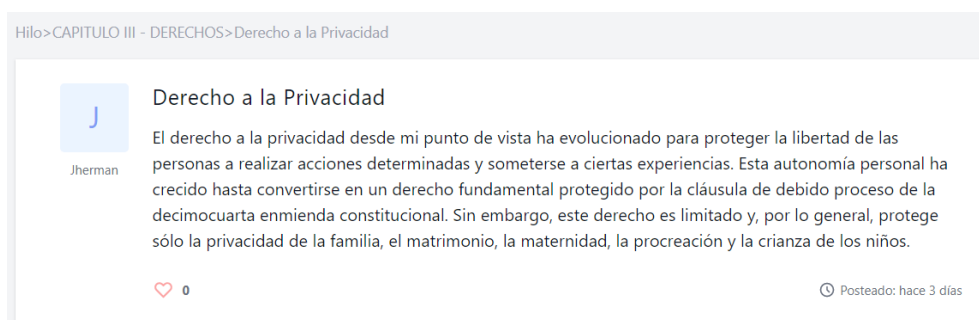 Hilo>CAPITULO III - DERECHOS>Derecho a la Privacidad
J
Jherman
Derecho a la Privacidad
El derecho a la privacidad desde mi punto de vista ha evolucionado para proteger la libertad de las
personas a realizar acciones determinadas y someterse a ciertas experiencias. Esta autonomía personal ha
crecido hasta convertirse en un derecho fundamental protegido por la cláusula de debido proceso de la
decimocuarta enmienda constitucional. Sin embargo, este derecho es limitado y, por lo general, protege
sólo la privacidad de la familia, el matrimonio, la maternidad, la procreación y la crianza de los niños.
0
Posteado: hace 3 días